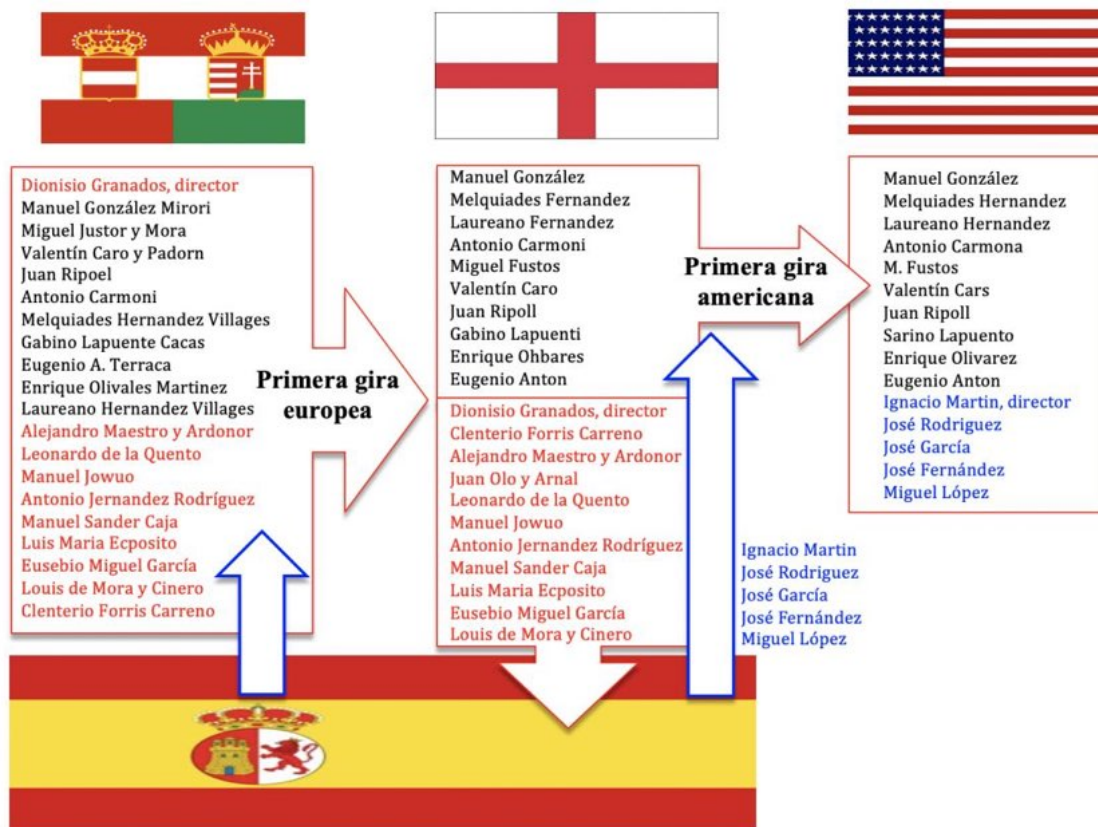 Dionisio Granados, director
Manuel González Mirori
Miguel Justor y Mora
Valentín Caro y Padorn
Juan Ripoel
Antonio Carmoni
Melquiades Hernandez Villages
Gabino Lapuente Cacas
Eugenio A. Terraca
Enrique Olivales Martinez
Laureano Hernandez Villages
Alejandro Maestro y Ardonor
Leonardo de la Quento
Manuel Jowuo
Antonio Jernandez Rodríguez
Manuel Sander Caja
Luis Maria Ecposito
Eusebio Miguel García
Louis de Mora y Cinero
Clenterio Forris Carreno
Primera gira
europea
Manuel González
Melquiades Fernandez
Laureano Fernandez
Antonio Carmoni
Miguel Fustos
Valentín Caro
Juan Ripoll
Gabino Lapuenti
Enrique Ohbares
Eugenio Anton
Dionisio Granados, director
Clenterio Forris Carreno
Alejandro Maestro y Ardonor
Juan Olo y Arnal
Leonardo de la Quento
Manuel Jowuo
Antonio Jernandez Rodríguez
Manuel Sander Caja
Luis Maria Ecposito
Eusebio Miguel García
Louis de Mora y Cinero
Primera gira
americana
Ignacio Martin
José Rodriguez
José García
José Fernández
Miguel López
Manuel González
Melquiades Hernandez
Laureano Hernandez
Antonio Carmona
M. Fustos
Valentín Cars
Juan Ripoll
Sarino Lapuento
Enrique Olivarez
Eugenio Anton
Ignacio Martin, director
José Rodriguez
José García
José Fernández
Miguel López